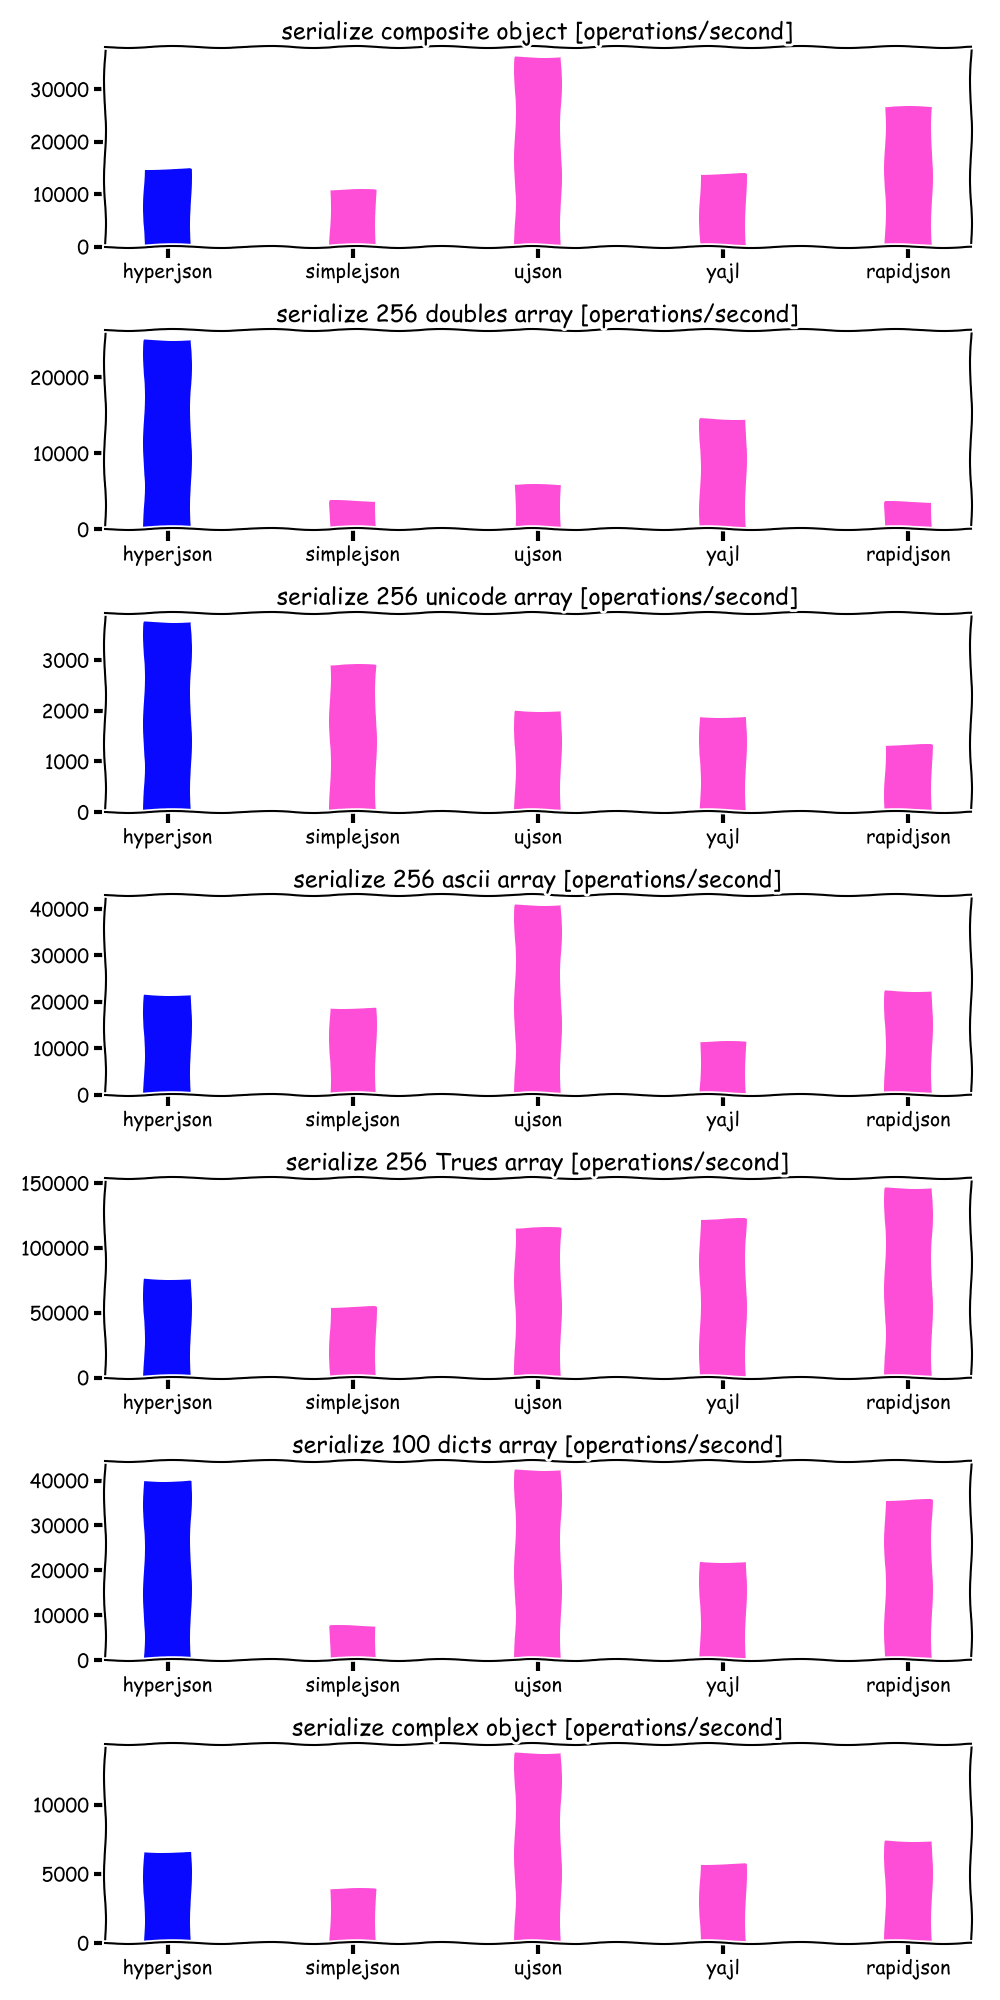 serialize composite object [operations/second]
30000
20000
10000
0
hyperjson simplejson ujson yajl rapidjson
serialize 256 doubles array [operations/second]
20000
10000
0
hyperjson simplejson ujson yajl rapidjson
serialize 256 unicode array [operations/second]
3000
2000
1000
0
hyperjson simplejson ujson yajl rapidjson
serialize 256 ascii array [operations/second]
40000
30000
20000
10000
0
hyperjson simplejson ujson yajl rapidjson
serialize 256 Trues array [operations/second]
150000
100000
50000
0
hyperjson simplejson ujson yajl rapidjson
serialize 100 dicts array [operations/second]
40000
30000
20000
10000
0
hyperjson simplejson ujson yajl rapidjson
serialize complex object [operations/second]
10000
5000
0
hyperjson simplejson ujson yajl rapidjson